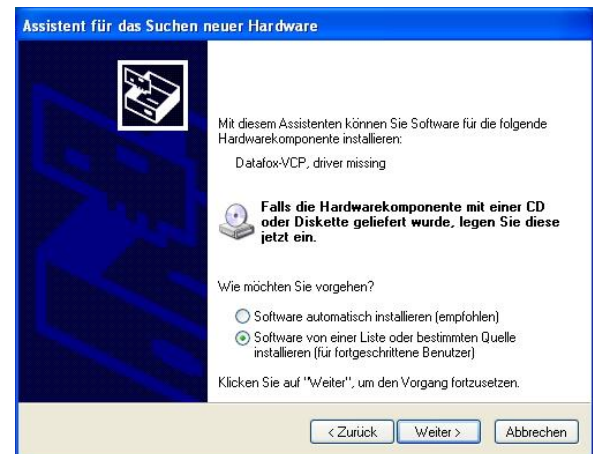 Assistent für das Suchen neuer Hardware
Mit diesem Assistenten können Sie Software für die folgende
Hardwarekomponente installieren:
Datafox-VCP, driver missing
Falls die Hardwarekomponente mit einer CD
oder Diskette geliefert wurde, legen Sie diese
jetzt ein.
Wie möchten Sie vorgehen?
Software automatisch installieren (empfohlen)
Software von einer Liste oder bestimmten Quelle
installieren (für fortgeschrittene Benutzer)
Klicken Sie auf "Weiter", um den Vorgang fortzusetzen.
< Zurück Weiter > Abbrechen